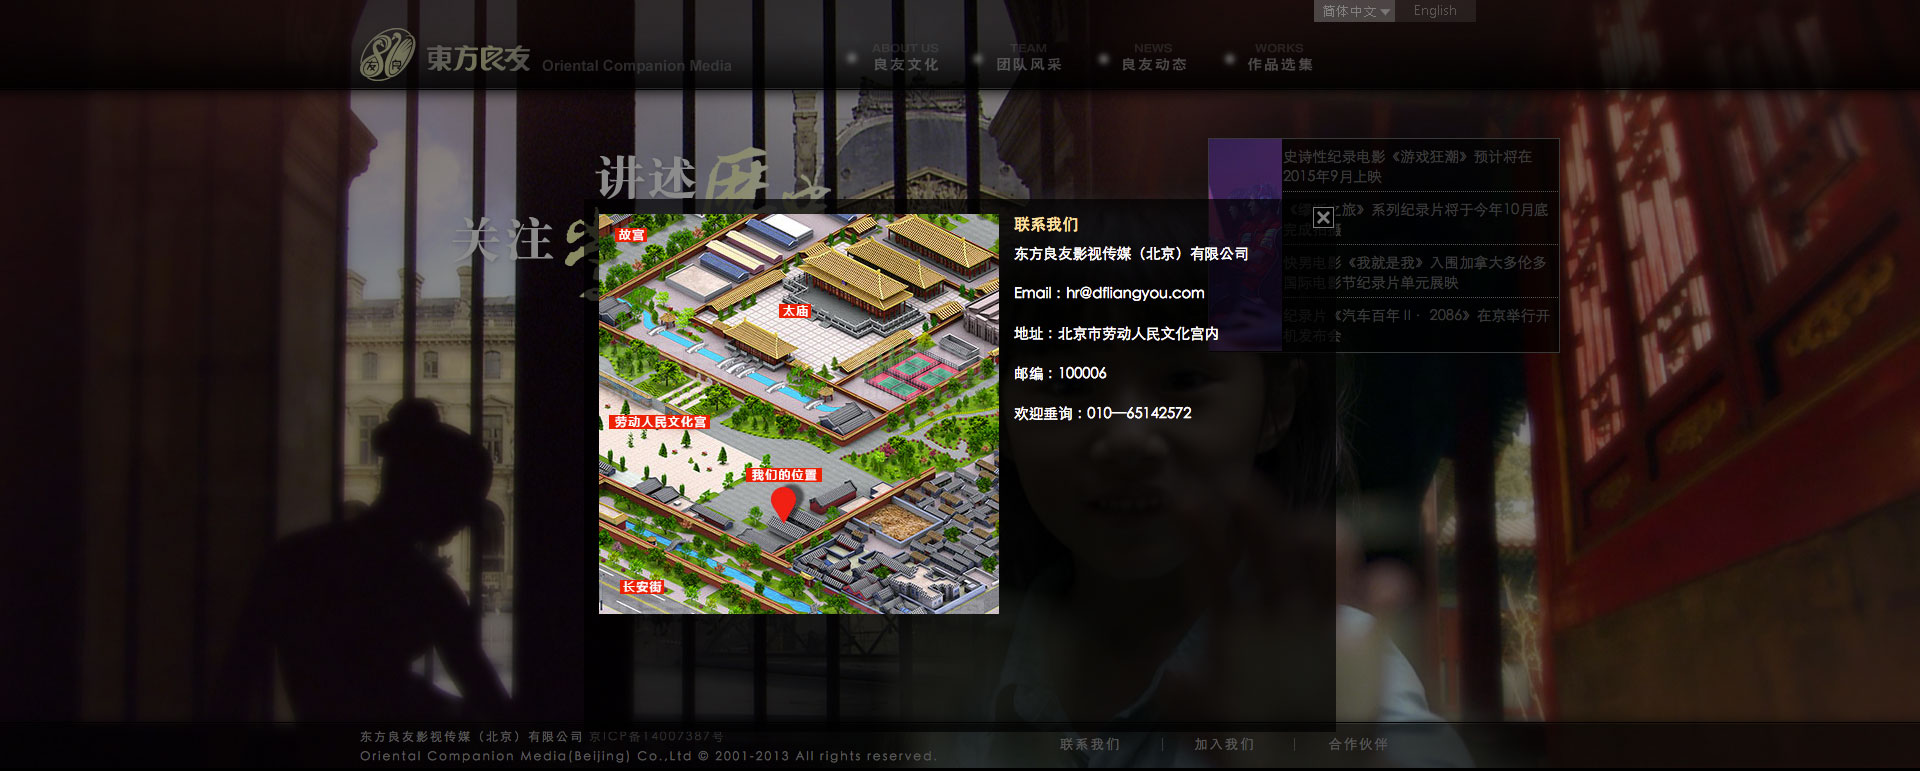 简体中文
English
東方良友
Oriental Companion Media
友 良
ABOUT US
良友文化
TEAM
团队风采
NEWS
良友动态
WORKS
作品选集
讲述歷史
关注
史诗性纪录电影《游戏狂潮》预计将在
2015年9月上映
之旅》系列纪录片将于今年10月底
快男电影《我就是我》入围加拿大多伦多
国际电影节纪录片单元展映
纪录片《汽车百年II· 2086》在京举行开
机发布会
故宫
太庙
劳动人民文化宫
我们的位置
长安街
联系我们
东方良友影视传媒（北京）有限公司
Email : hr@dfliangyou.com
地址 : 北京市劳动人民文化宫内
邮编 : 100006
欢迎垂询 : 010—65142572
东方良友影视传媒（北京）有限公司 京ICP备14007387号
Oriental Companion Media(Beijing) Co.,Ltd © 2001-2013 All rights reserved.
联系我们 | 加入我们 | 合作伙伴